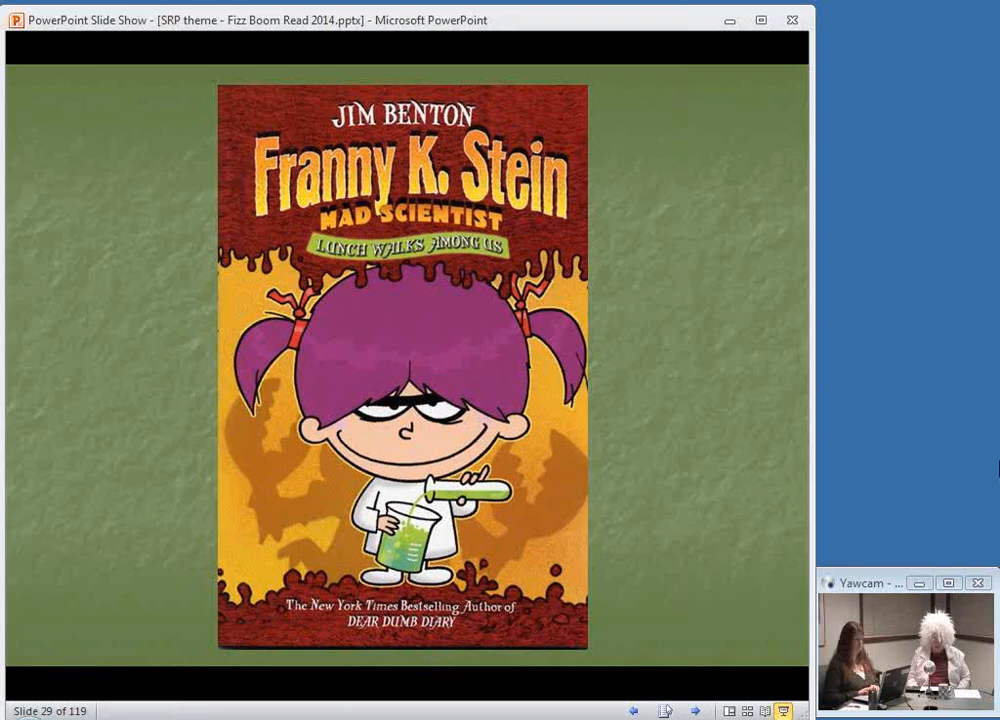 PowerPoint Slide Show - [SRP theme - Fizz Boom Read 2014.pptx] - Microsoft PowerPoint
JIM BENTON
Franny K. Stein
MAD SCIENTIST
LUNCH WALKS AMONG US
The New York Times Bestselling Author of
DEAR DUMB DIARY
Yawcam - ...
Slide 29 of 119